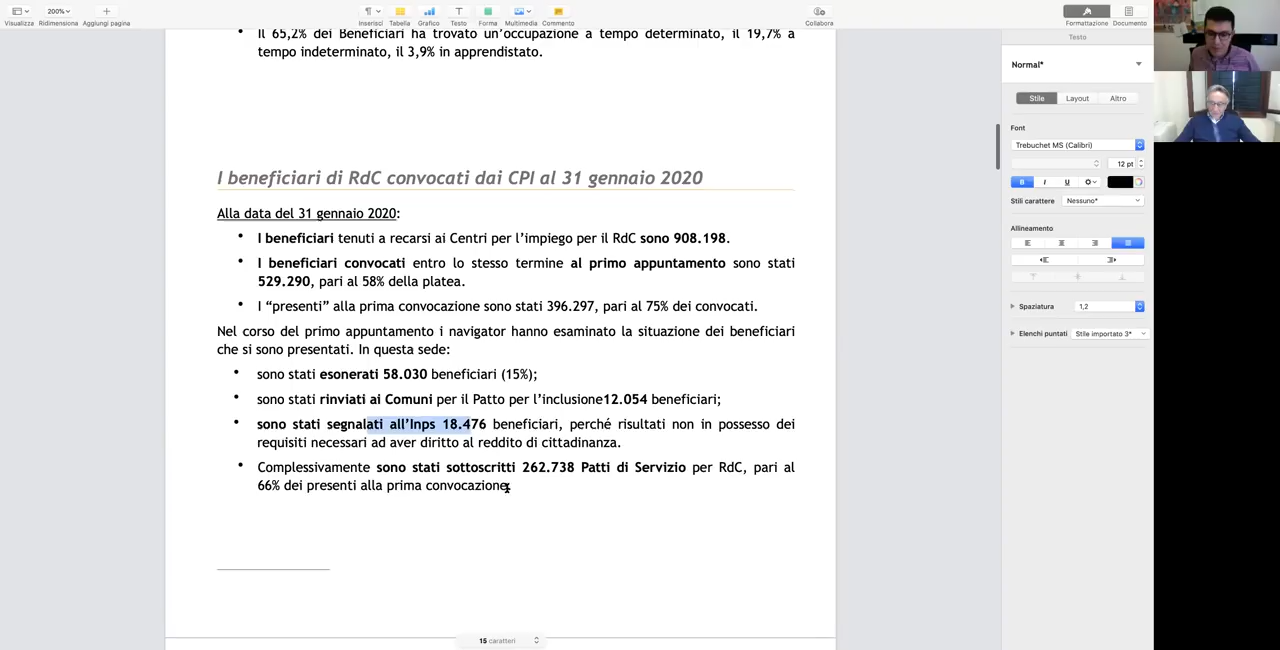 200%
Visualizza Ridimensiona Aggiungi pagina
Inserisci Tabella Grafico Testo Forma Multimedia Commento
Collabora
Formattazione Documento
• Il 65,2% dei Beneficiari ha trovato un'occupazione a tempo determinato, il 19,7% a
tempo indeterminato, il 3,9% in apprendistato.
I beneficiari di RdC convocati dai CPI al 31 gennaio 2020
Alla data del 31 gennaio 2020:
• I beneficiari tenuti a recarsi ai Centri per l'impiego per il RdC sono 908.198.
• I beneficiari convocati entro lo stesso termine al primo appuntamento sono stati
529.290, pari al 58% della platea.
• I “presenti” alla prima convocazione sono stati 396.297, pari al 75% dei convocati.
Nel corso del primo appuntamento i navigator hanno esaminato la situazione dei beneficiari
che si sono presentati. In questa sede:
• sono stati esonerati 58.030 beneficiari (15%);
• sono stati rinviati ai Comuni per il Patto per l'inclusione12.054 beneficiari;
• sono stati segnalati all'Inps 18.476 beneficiari, perché risultati non in possesso dei
requisiti necessari ad aver diritto al reddito di cittadinanza.
• Complessivamente sono stati sottoscritti 262.738 Patti di Servizio per RdC, pari al
66% dei presenti alla prima convocazione.
15 caratteri
Testo
Normal*
Stile Layout Altro
Font
Trebuchet MS (Calibri)
12 pt
B I U
Stili carattere Nessuno*
Allineamento
Spaziatura 1,2
Elenchi puntati Stile importato 3*